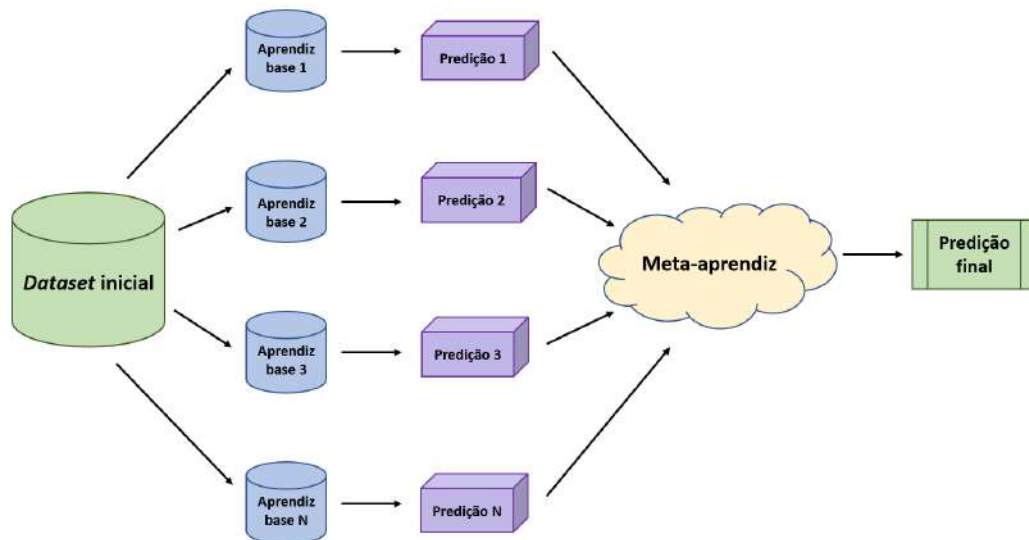 Aprendiz
base 1
Predição 1
Aprendiz
base 2
Predição 2
Dataset inicial
Meta-aprendiz
Predição
final
Aprendiz
base 3
Predição 3
Aprendiz
base N
Predição N